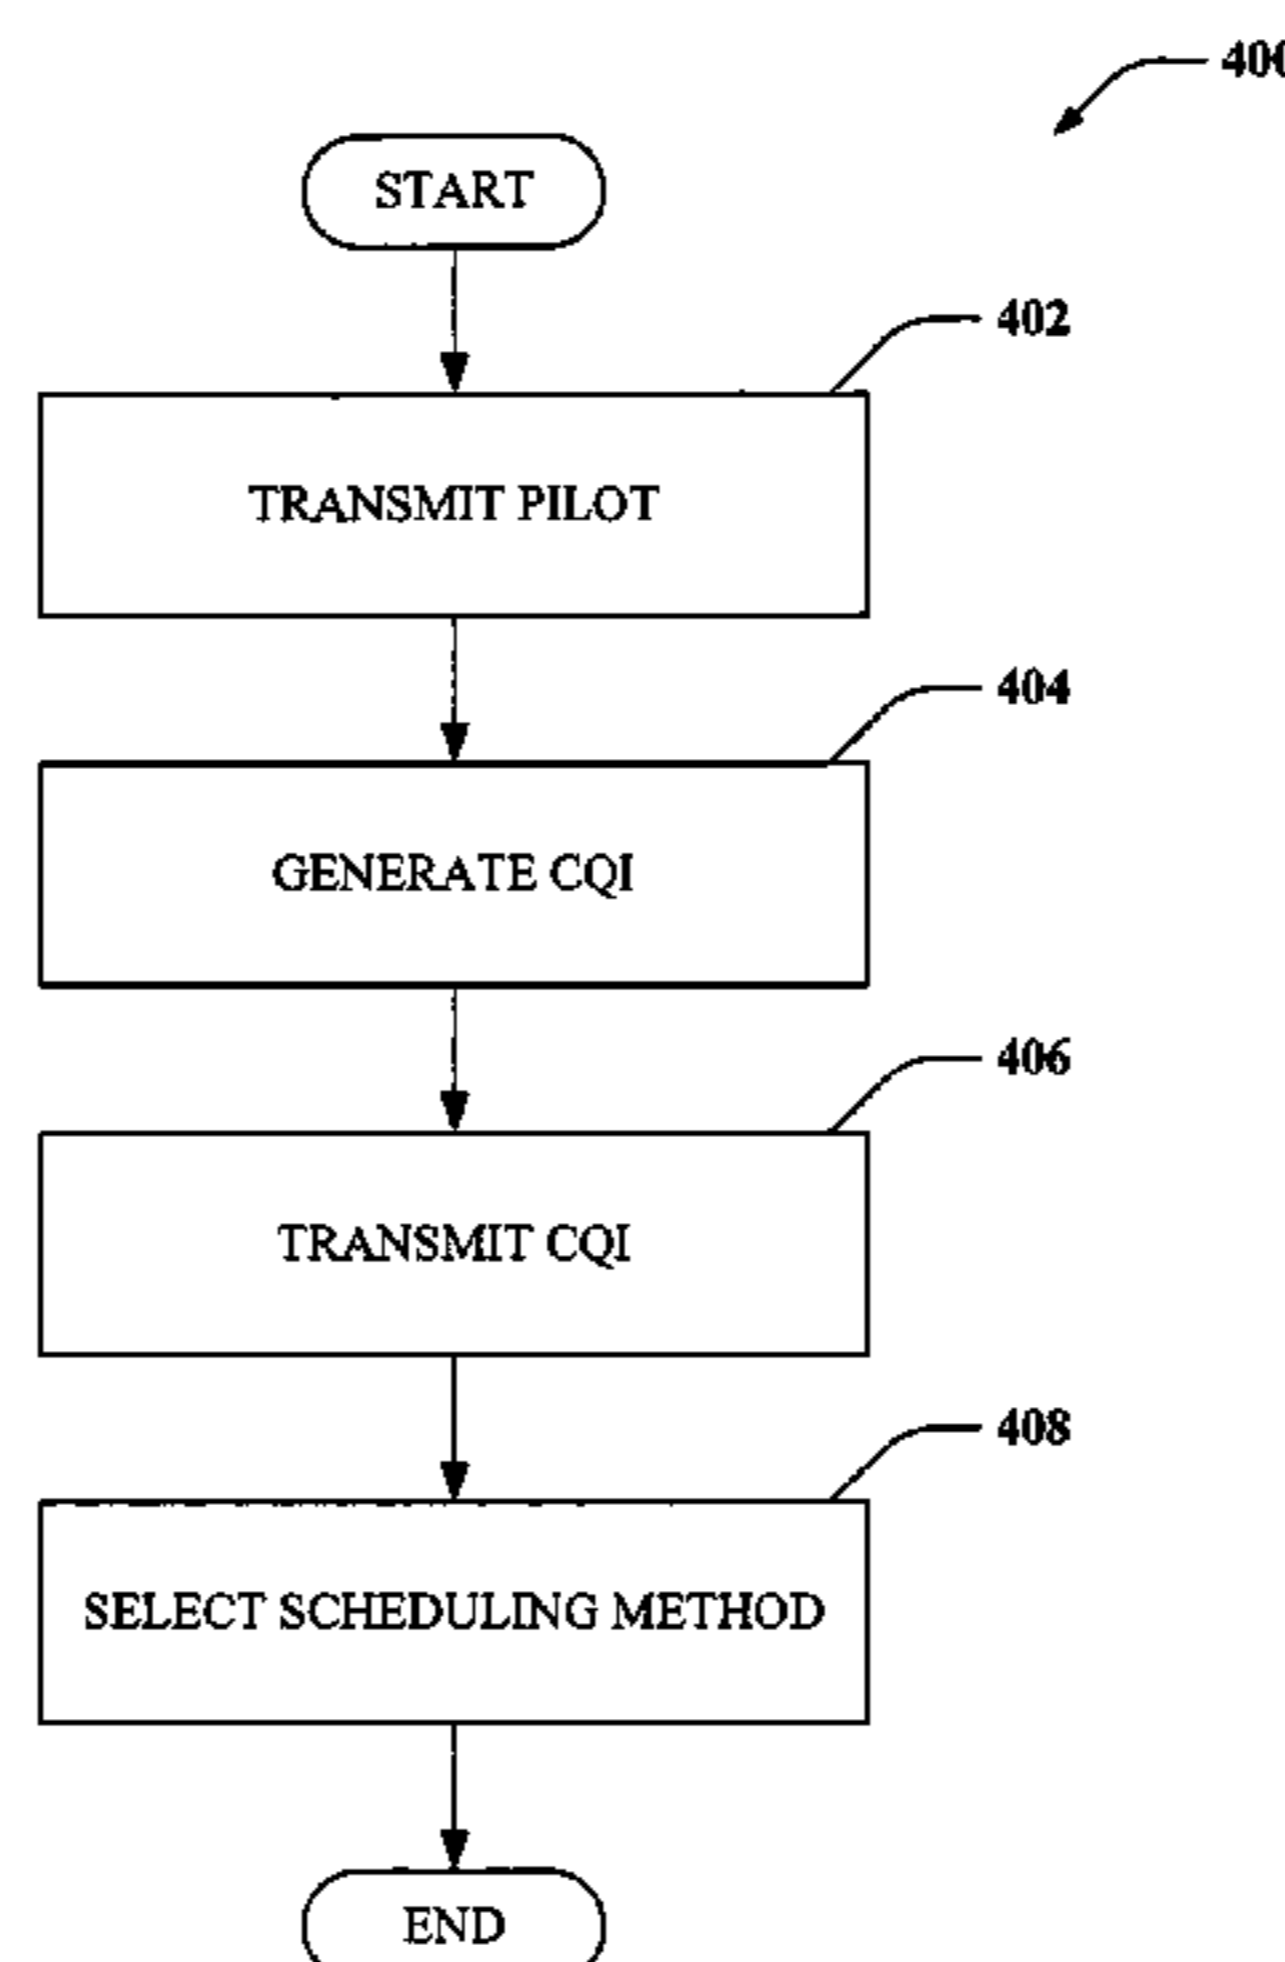 400
START
402
TRANSMIT PILOT
404
GENERATE CQI
406
TRANSMIT CQI
408
SELECT SCHEDULING METHOD
END